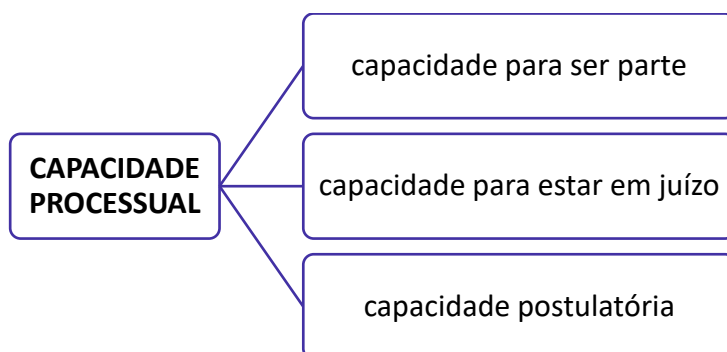 capacidade para ser parte
CAPACIDADE
PROCESSUAL
capacidade para estar em juízo
capacidade postulatória